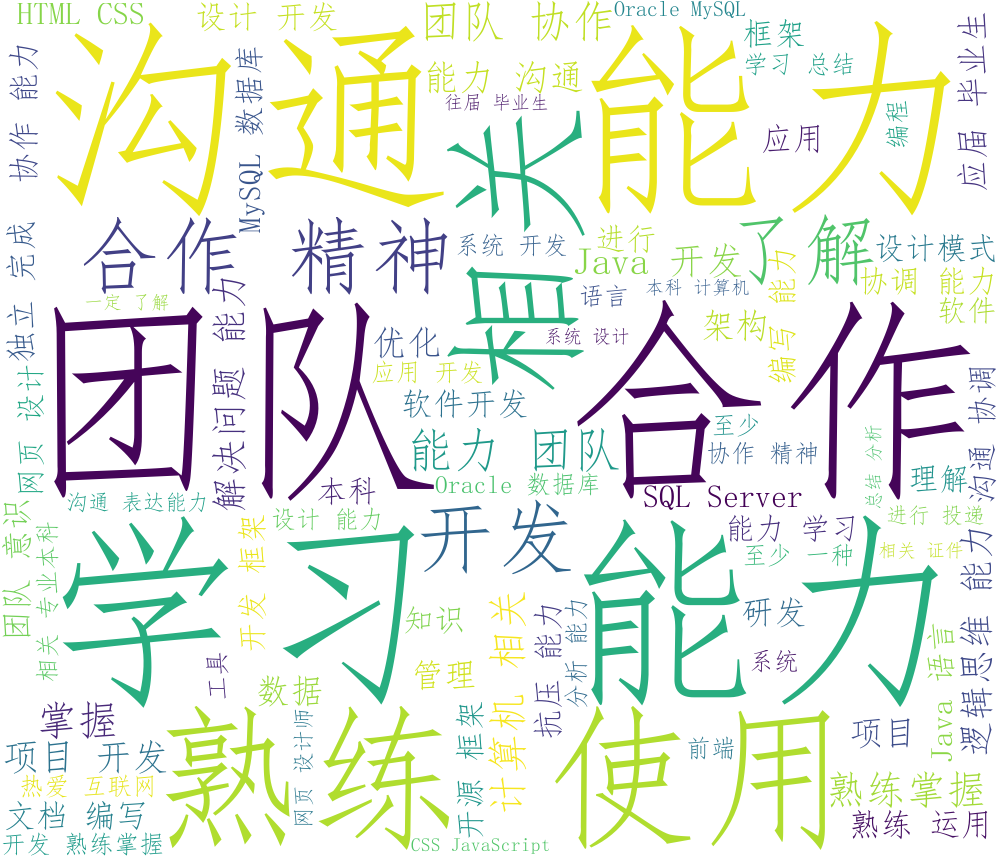 HTML CSS
设计 开发
团队 协作
Oracle MySQL
框架
学习 总结
应届 毕业生
协作 能力
MySQL 数据库
沟通 能力
能力 沟通
往届 毕业生
相关
应用
编程
合作 精神
系统 开发
进行
Java 开发
了解
设计模式
独立 完成
一定 了解
解决问题 能力
优化
语言
本科 计算机
编写 能力
协调 能力
软件
系统 设计
架构
团队 合作
应用 开发
软件开发
网页 设计
能力 团队
至少
协作 精神
分析 总结
理解
沟通 协调
沟通 表达能力
本科
Oracle 数据库
SQL Server
团队 意识
设计 能力
开发
能力 学习
进行 投递
至少 一种
相关 证件
相关 专业本科
学习 能力
开发 框架
知识
计算机 相关
抗压 能力
分析 能力
研发
系统
逻辑思维 能力
Java 语言
工具
数据
管理
掌握
项目 开发
熟练 使用
网页 设计师
开源 框架
前端
项目
热爱 互联网
文档 编写
熟练掌握
熟练 运用
开发 熟练掌握
CSS JavaScript